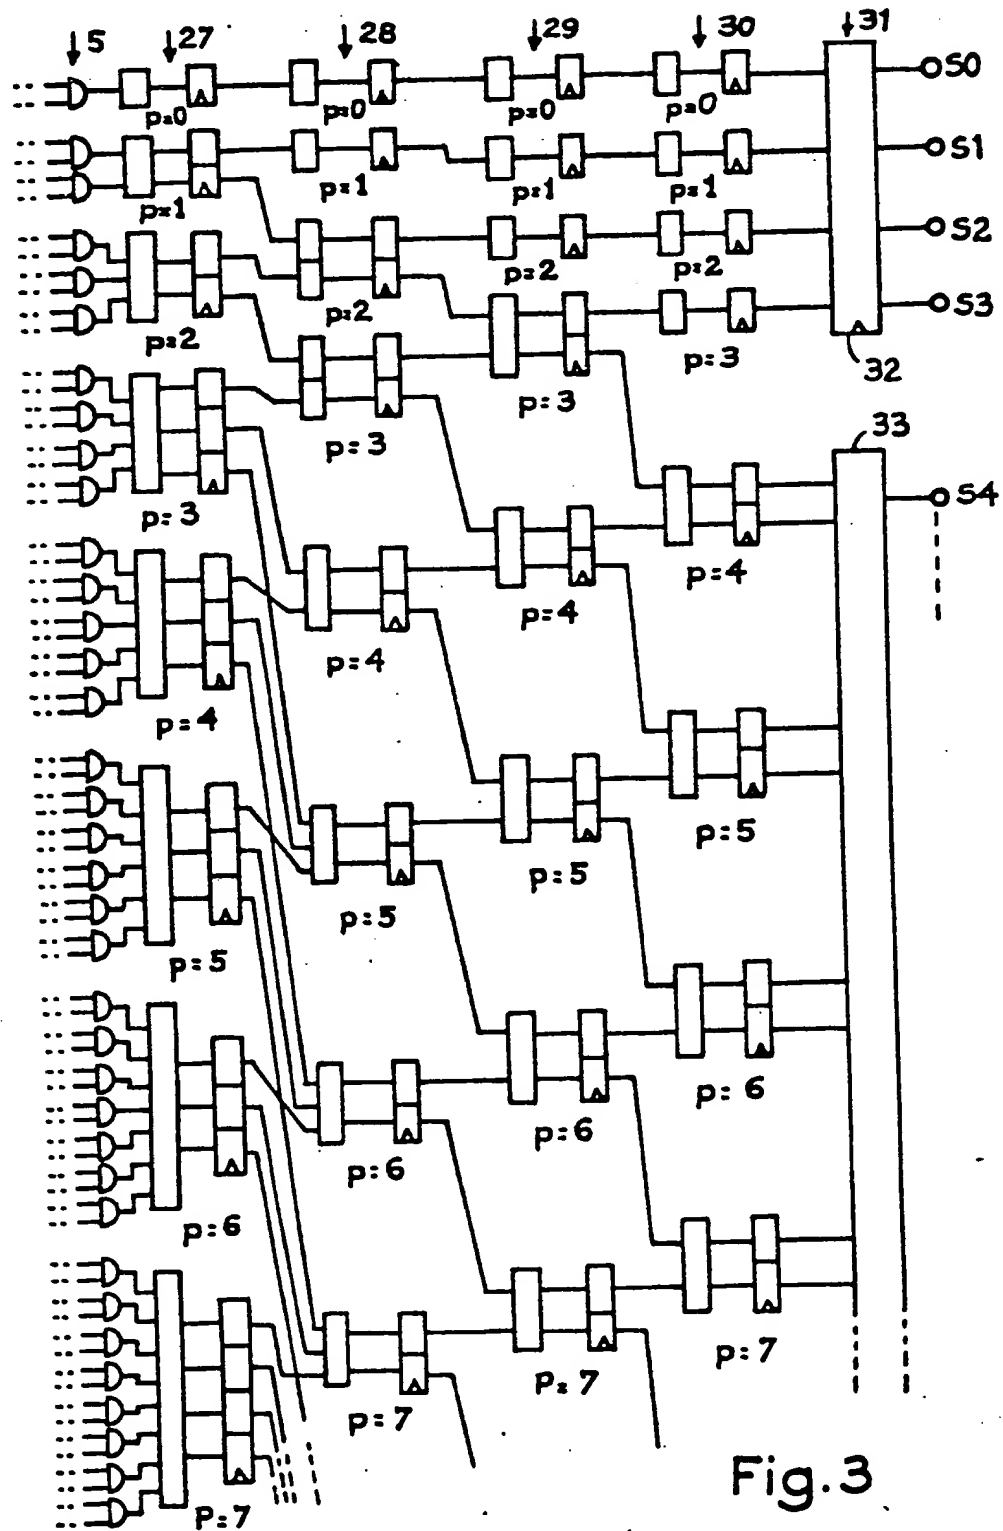 5 27 28 29 30 31
S0
p=0 p=0 p=0 p=0
S1
p=1 p=1 p=1 p=1
S2
p=2 p=2 p=2 p=2
S3
p=3
32
p=3 p=3
33
p=3
S4
p=4
p=4
p=4
p=4
p=5
p=5
p=5
p=5
p=6
p=6
p=6
p=6
p=7
P=7
p=7
P=7
Fig.3